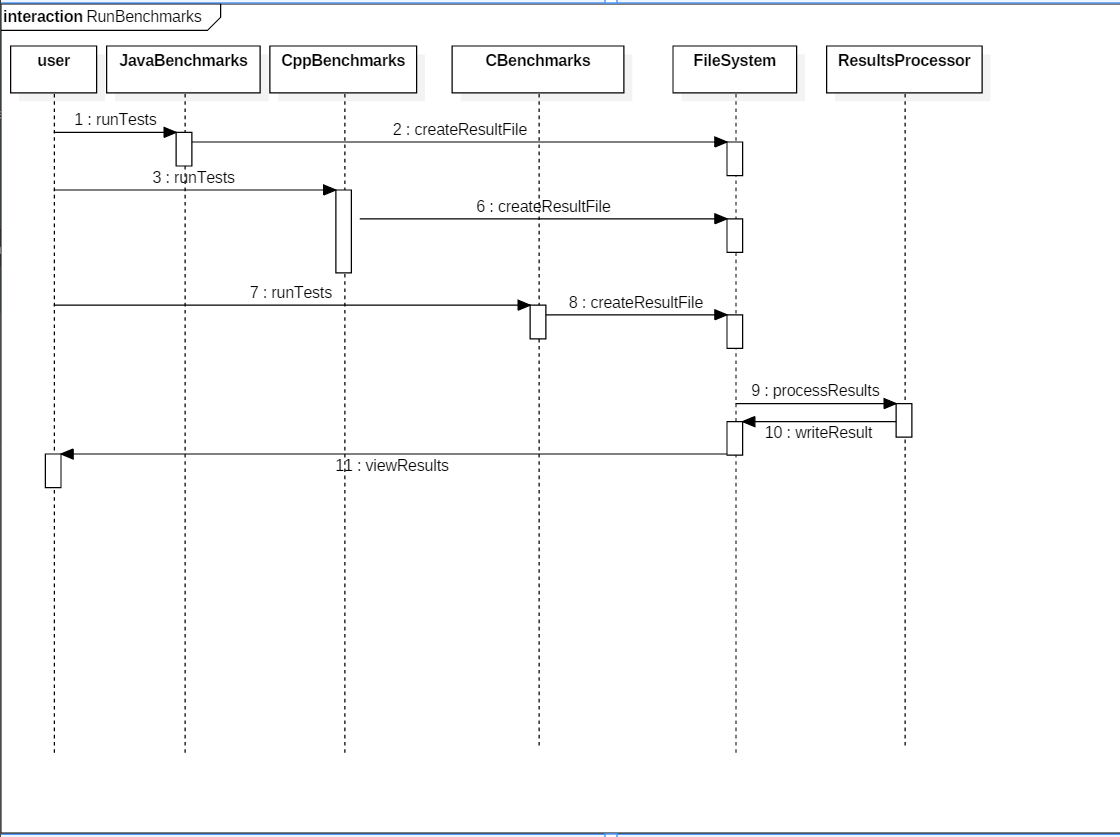 interaction RunBenchmarks
user
JavaBenchmarks
CppBenchmarks
CBenchmarks
FileSystem
ResultsProcessor
1 : runTests
2 : createResultFile
3 : runTests
6 : createResultFile
7 : runTests
8 : createResultFile
9 : processResults
10 : writeResult
11 : viewResults